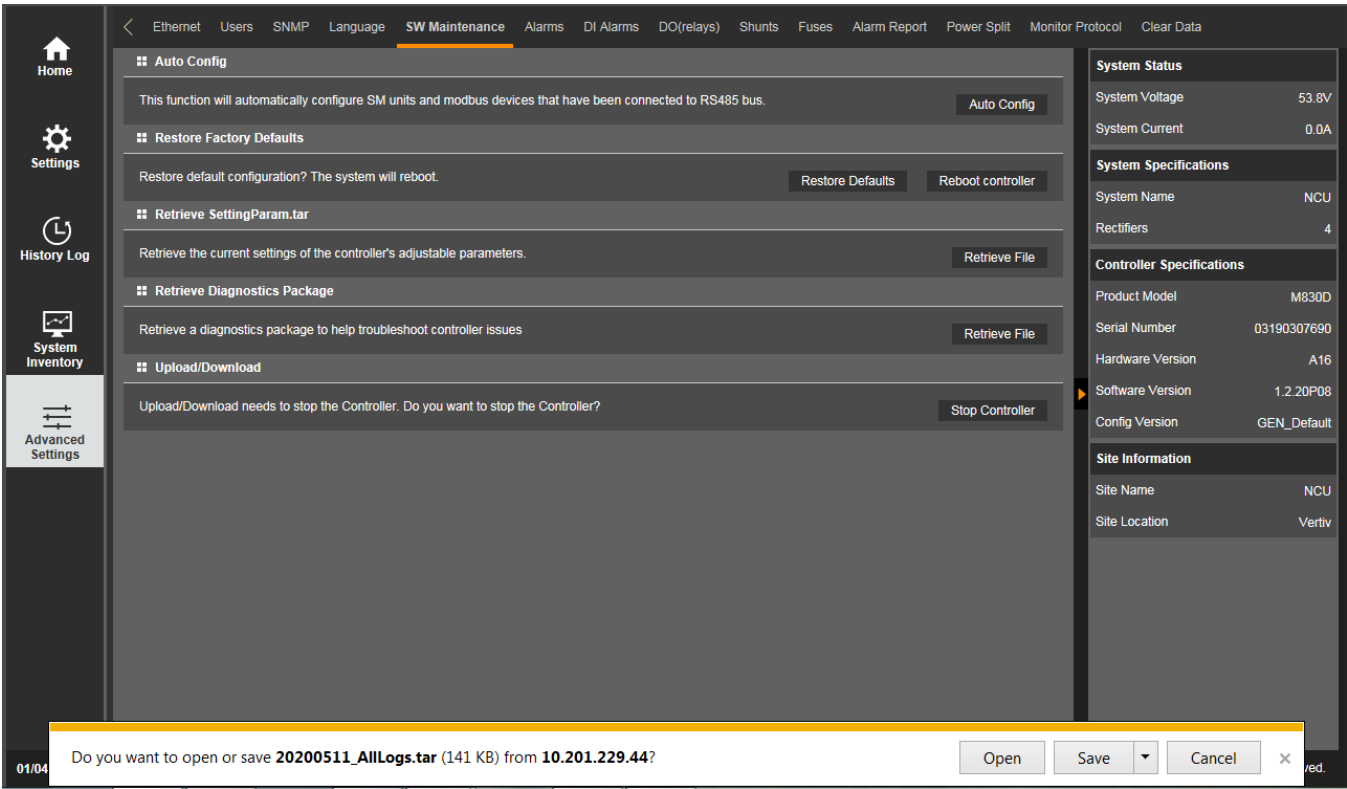 Ethernet Users SNMP Language SW Maintenance Alarms DI Alarms DO(relays) Shunts Fuses Alarm Report Power Split Monitor Protocol Clear Data
Home
Settings
History Log
System
Inventory
Advanced
Settings
Auto Config
This function will automatically configure SM units and modbus devices that have been connected to RS485 bus.
Auto Config
Restore Factory Defaults
Restore default configuration? The system will reboot.
Restore Defaults
Reboot controller
Retrieve SettingParam.tar
Retrieve the current settings of the controller's adjustable parameters.
Retrieve File
Retrieve Diagnostics Package
Retrieve a diagnostics package to help troubleshoot controller issues
Retrieve File
Upload/Download
Upload/Download needs to stop the Controller. Do you want to stop the Controller?
Stop Controller
System Status
System Voltage 53.8V
System Current 0.0A
System Specifications
System Name NCU
Rectifiers 4
Controller Specifications
Product Model M830D
Serial Number 03190307690
Hardware Version A16
Software Version 1.2.20P08
Config Version GEN_Default
Site Information
Site Name NCU
Site Location Vertiv
Do you want to open or save 20200511_AllLogs.tar (141 KB) from 10.201.229.44?
Open
Save
Cancel
01/04
ved.